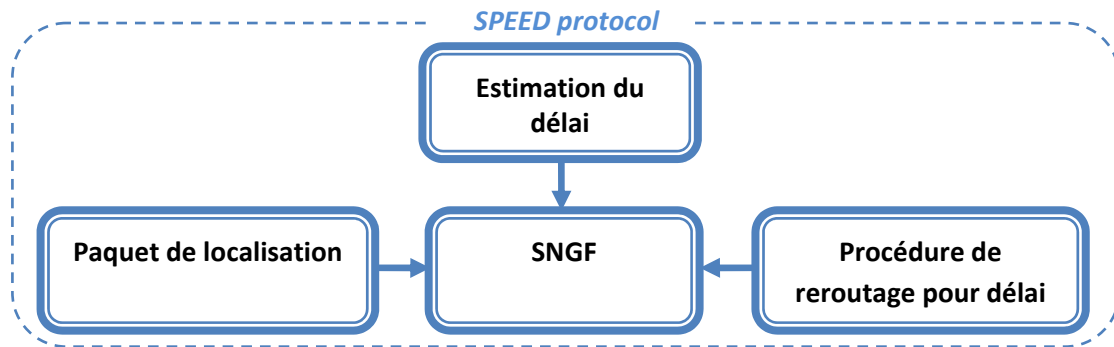 SPEED protocol
Estimation du
délai
Paquet de localisation
SNGF
Procédure de
reroutage pour délai